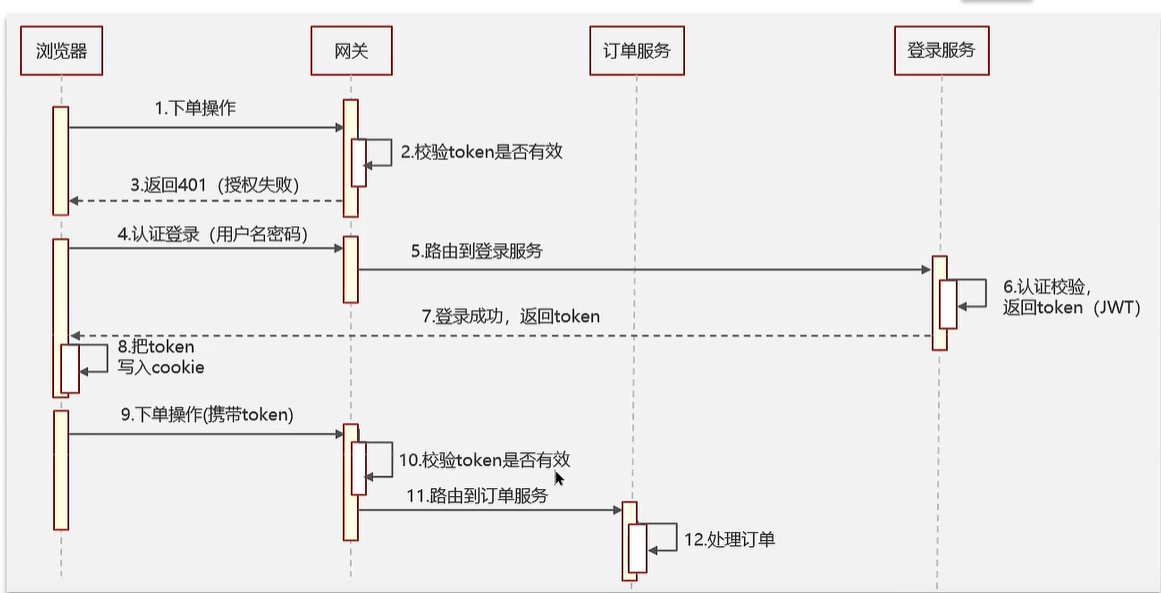 浏览器
网关
订单服务
登录服务
1.下单操作
2.校验token是否有效
3.返回401（授权失败）
4.认证登录（用户名密码）
5.路由到登录服务
6.认证校验，
返回token（JWT）
7.登录成功，返回token
8.把token
写入cookie
9.下单操作(携带token)
10.校验token是否有效
11.路由到订单服务
12.处理订单